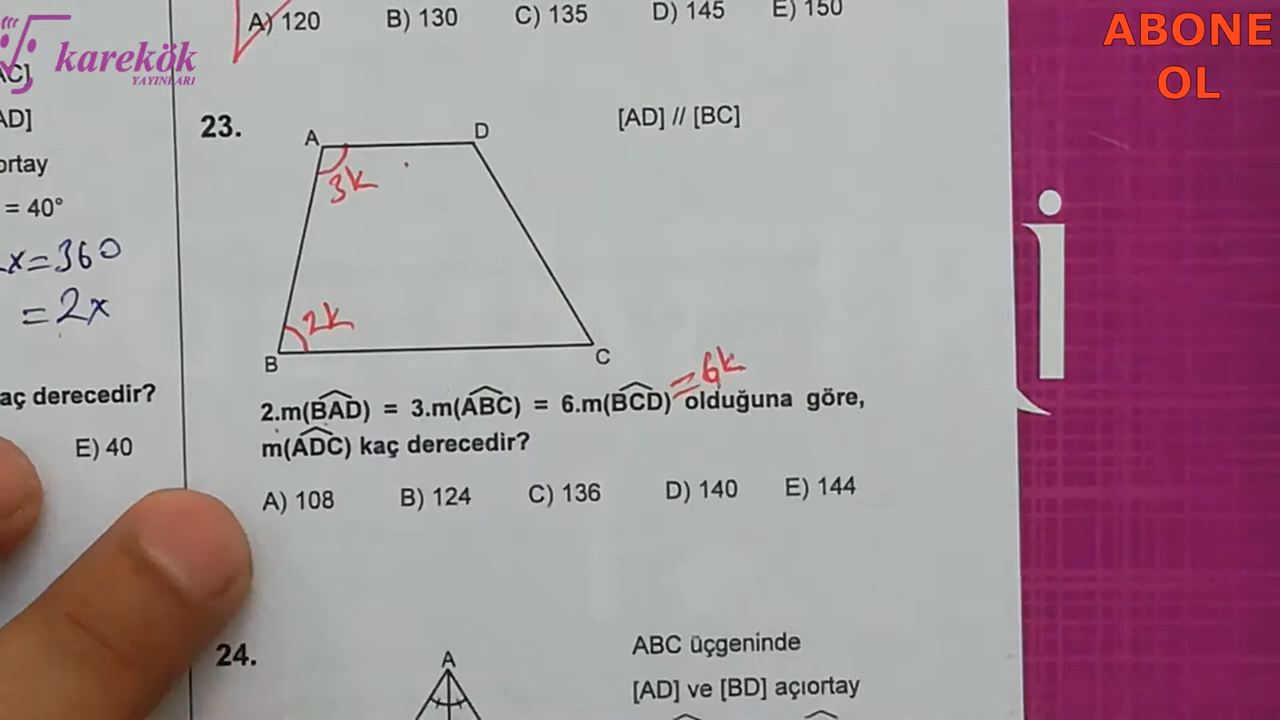 A) 120 B) 130 C) 135 D) 145 E) 150
ABONE
OL
karekök
YAYINLARI
AC]
AD]
ortay
= 40°
x=360
=2x
aç derecedir?
E) 40
23.
[AD] // [BC]
A
D
3k
2k
B
C
=6k
2.m(BAD) = 3.m(ABC) = 6.m(BCD) olduğuna göre,
m(ADC) kaç derecedir?
A) 108 B) 124 C) 136 D) 140 E) 144
24.
A
ABC üçgeninde
[AD] ve [BD] açıortay
i